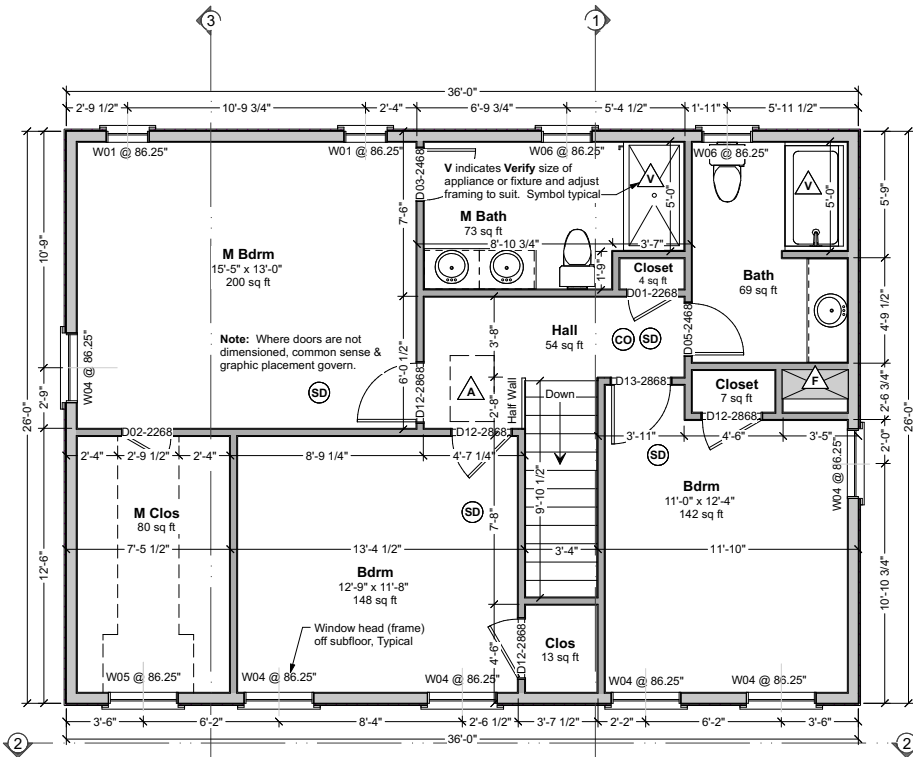 3
1
36'-0"
2'-9 1/2"
10'-9 3/4"
2'-4"
6'-9 3/4"
5'-4 1/2"
1'-11"
5'-11 1/2"
W01 @ 86.25"
W01 @ 86.25"
W06 @ 86.25"
W06 @ 86.25"
D03-2468
V indicates Verify size of
appliance or fixture and adjust
framing to suit. Symbol typical
V
V
5'-0"
5'-0"
5'-9"
7'-6"
10'-9"
M Bath
73 sq ft
8'-10 3/4"
3'-7"
M Bdrm
15'-5" x 13'-0"
200 sq ft
1'-9"
Closet
4 sq ft
D01-2268
Bath
69 sq ft
D05-2468
4'-9 1/2"
Note: Where doors are not
dimensioned, common sense &
graphic placement govern.
Hall
54 sq ft
3'-8"
CO
SD
6'-0 1/2"
W04 @ 86.25"
26'-0"
26'-0"
2'-9"
SD
D12-2868
A
2'-8"
Half Wall
Down
D13-2868
Closet
7 sq ft
F
2'-6 3/4"
D02-2268
D12-2868
D12-2868
2'-4"
2'-9 1/2"
2'-4"
8'-9 1/4"
4'-7 1/4"
3'-11"
4'-6"
3'-5"
2'-0"
SD
W04 @ 86.25"
9'-10 1/2"
Bdrm
11'-0" x 12'-4"
142 sq ft
M Clos
80 sq ft
SD
7'-8"
7'-5 1/2"
13'-4 1/2"
3'-4"
11'-10"
12'-6"
Bdrm
12'-9" x 11'-8"
148 sq ft
10'-10 3/4"
Window head (frame)
off subfloor, Typical
4'-6"
D12-2868
Clos
13 sq ft
W05 @ 86.25"
W04 @ 86.25"
W04 @ 86.25"
W04 @ 86.25"
W04 @ 86.25"
3'-6"
6'-2"
8'-4"
2'-6 1/2"
3'-7 1/2"
2'-2"
6'-2"
3'-6"
36'-0"
2
2